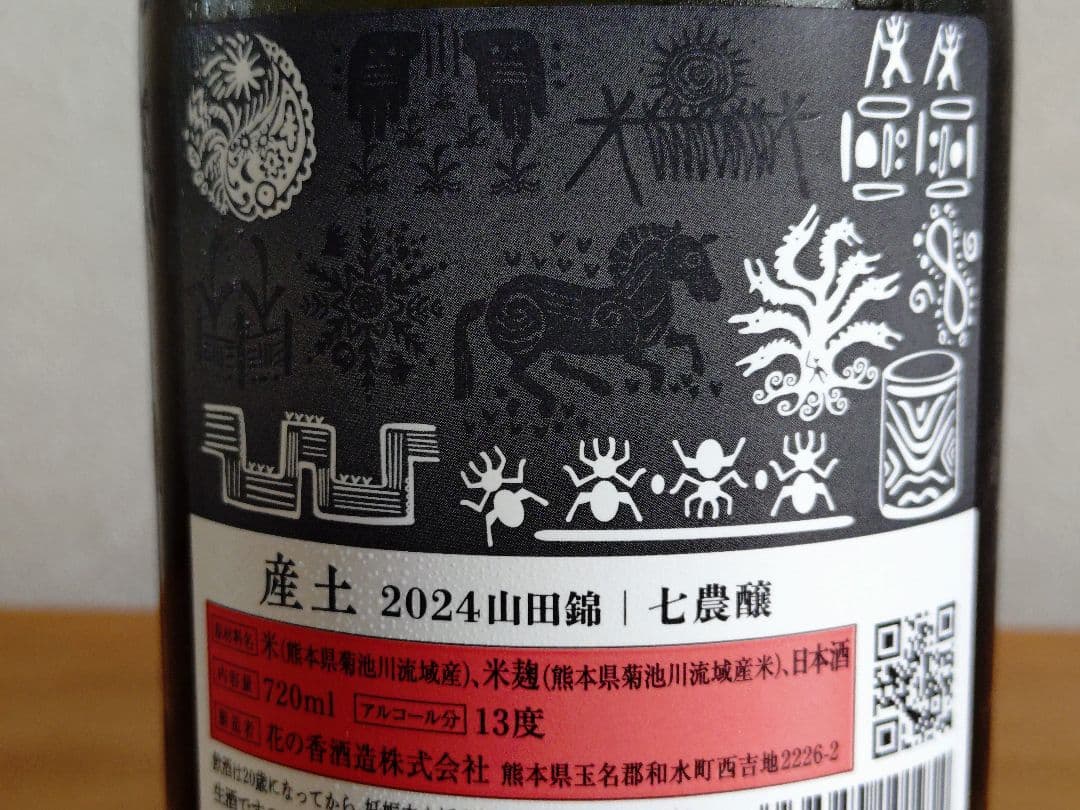 産土 2024山田錦｜七農醸
原材料名 米(熊本県菊池川流域産)、米麹(熊本県菊池川流域産米)、日本酒
内容量 720ml アルコール分 13度
製造者 花の香酒造株式会社 熊本県玉名郡和水町西吉地2226-2
飲酒は20歳になってから